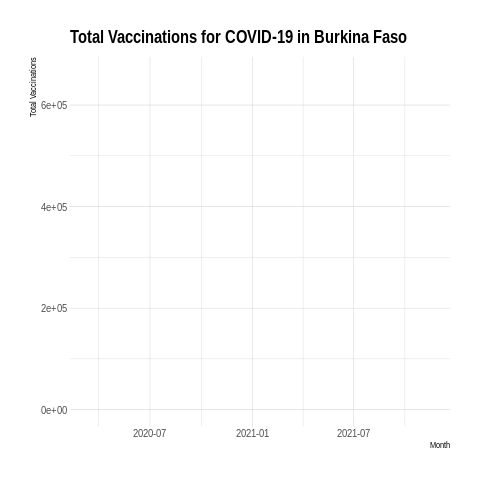 Total Vaccinations for COVID-19 in Burkina Faso
Total Vaccinations
6e+05
4e+05
2e+05
0e+00
2020-07 2021-01 2021-07
Month